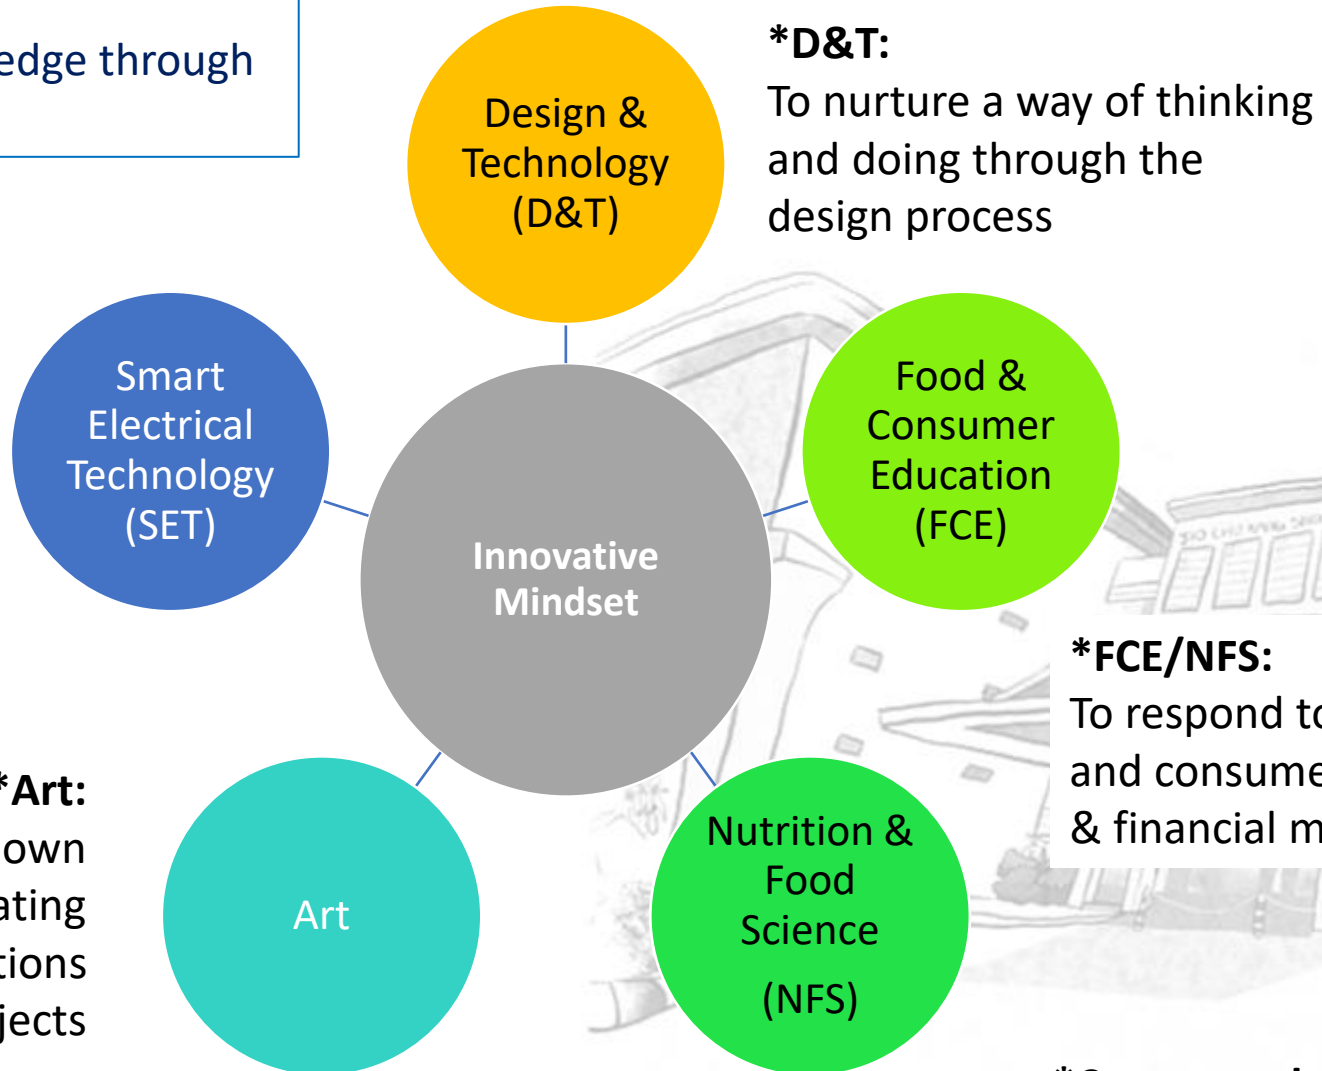 edge through
*D&T:
To nurture a way of thinking
and doing through the
design process
Design &
Technology
(D&T)
Smart
Electrical
Technology
(SET)
Food &
Consumer
Education
(FCE)
Innovative
Mindset
*FCE/NFS:
To respond to
and consume
& financial m
*Art:
own
ating
tions
jects
Art
Nutrition &
Food
Science
(NFS)